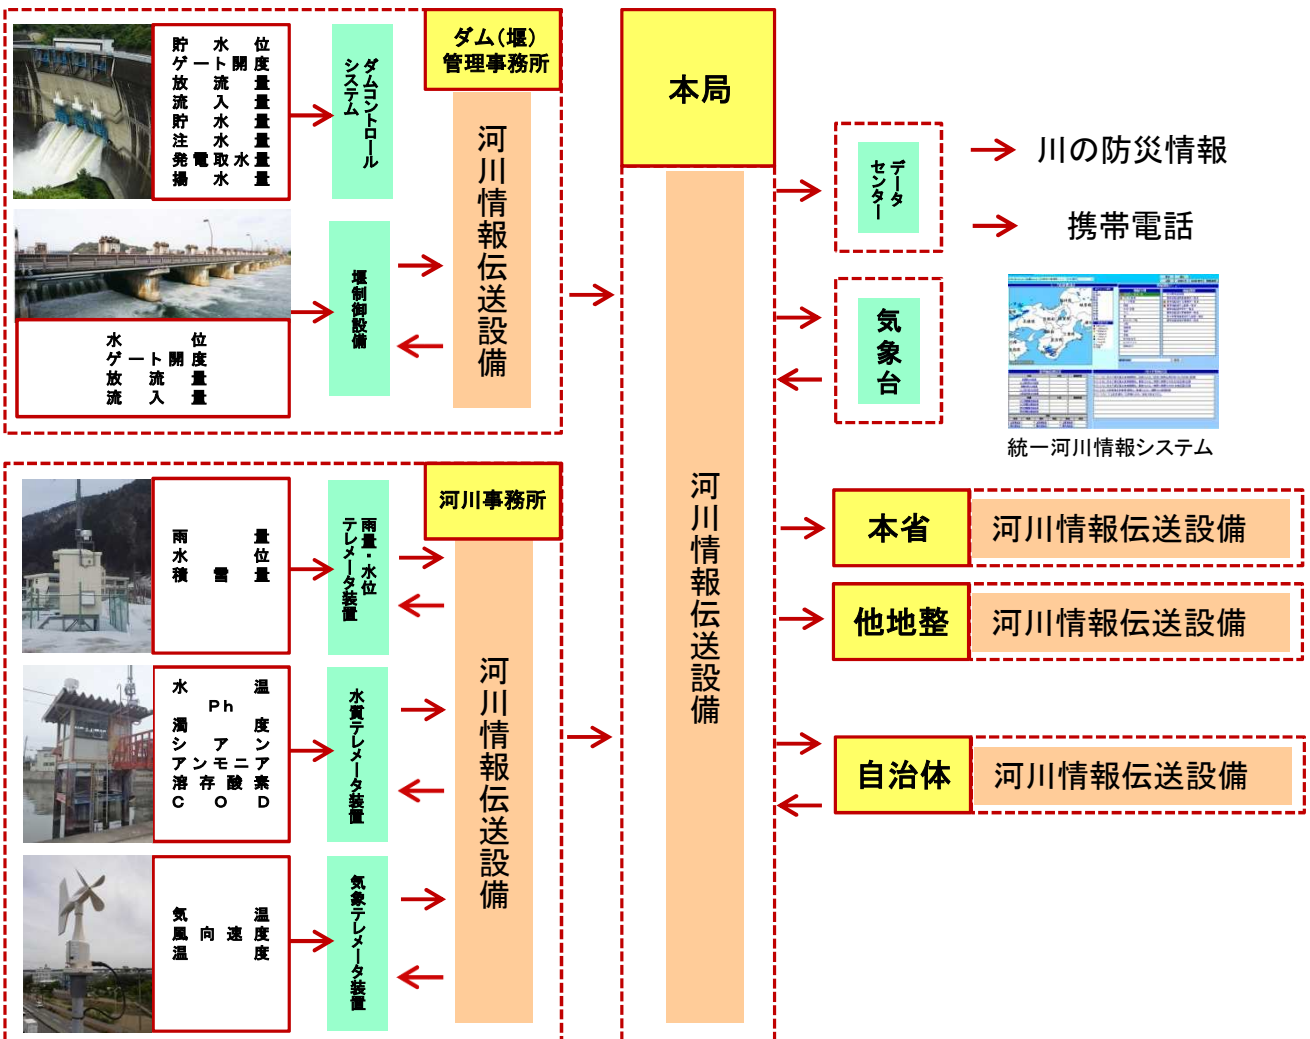 ダム(堰)
管理事務所
貯水位
ゲート開度
放流量
流入量
貯水量
注水量
発電取水量
揚水量
ダムコントロール
システム
河川情報伝送設備
堰制御設備
水位
ゲート開度
放流量
流入量
河川事務所
雨量
水位
積雪量
雨量・水位
テレメータ装置
河川情報伝送設備
水温
Ph
濁度
シアン
アンモニア
溶存酸素
COD
水質テレメータ装置
気温
風向速度
温度
気象テレメータ装置
本局
河川情報伝送設備
データ
センター
川の防災情報
携帯電話
気象台
統一河川情報システム
本省
河川情報伝送設備
他地整
河川情報伝送設備
自治体
河川情報伝送設備